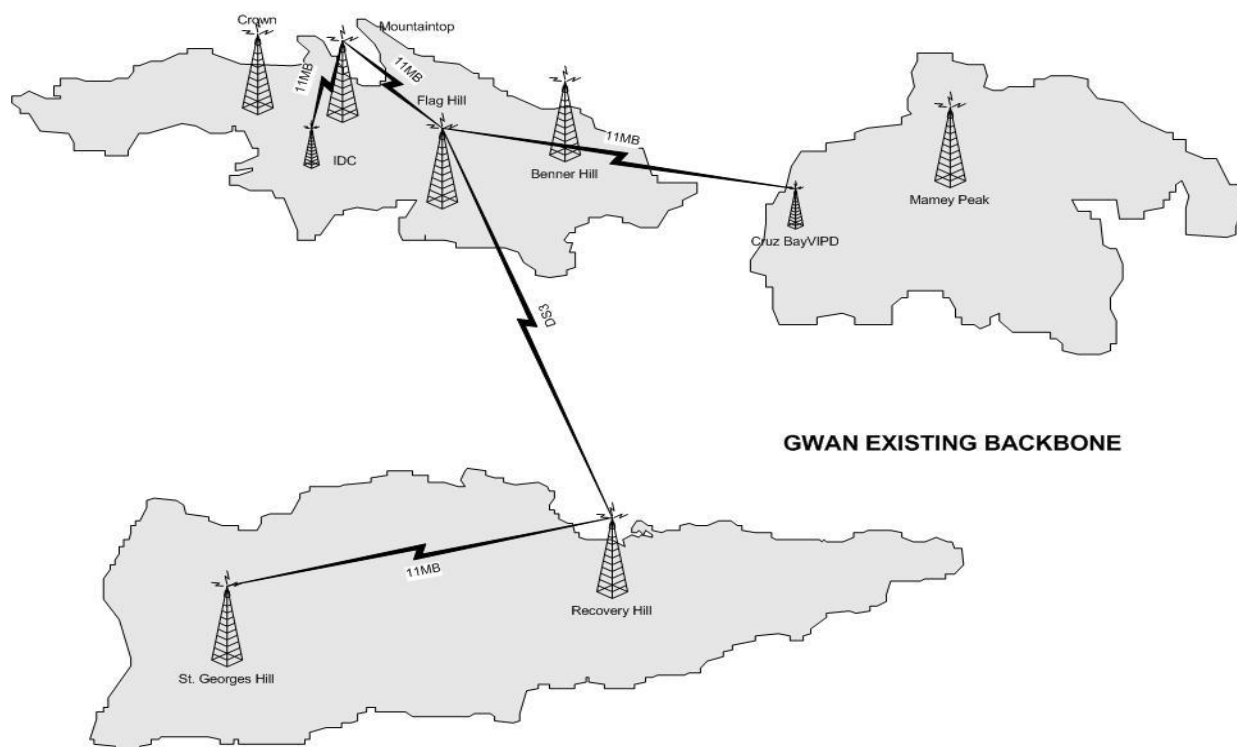 Crown
Mountaintop
11MB
11MB
Flag Hill
IDC
11MB
Benner Hill
Mamey Peak
Cruz BayVIPD
DS3
GWAN EXISTING BACKBONE
11MB
Recovery Hill
St. Georges Hill